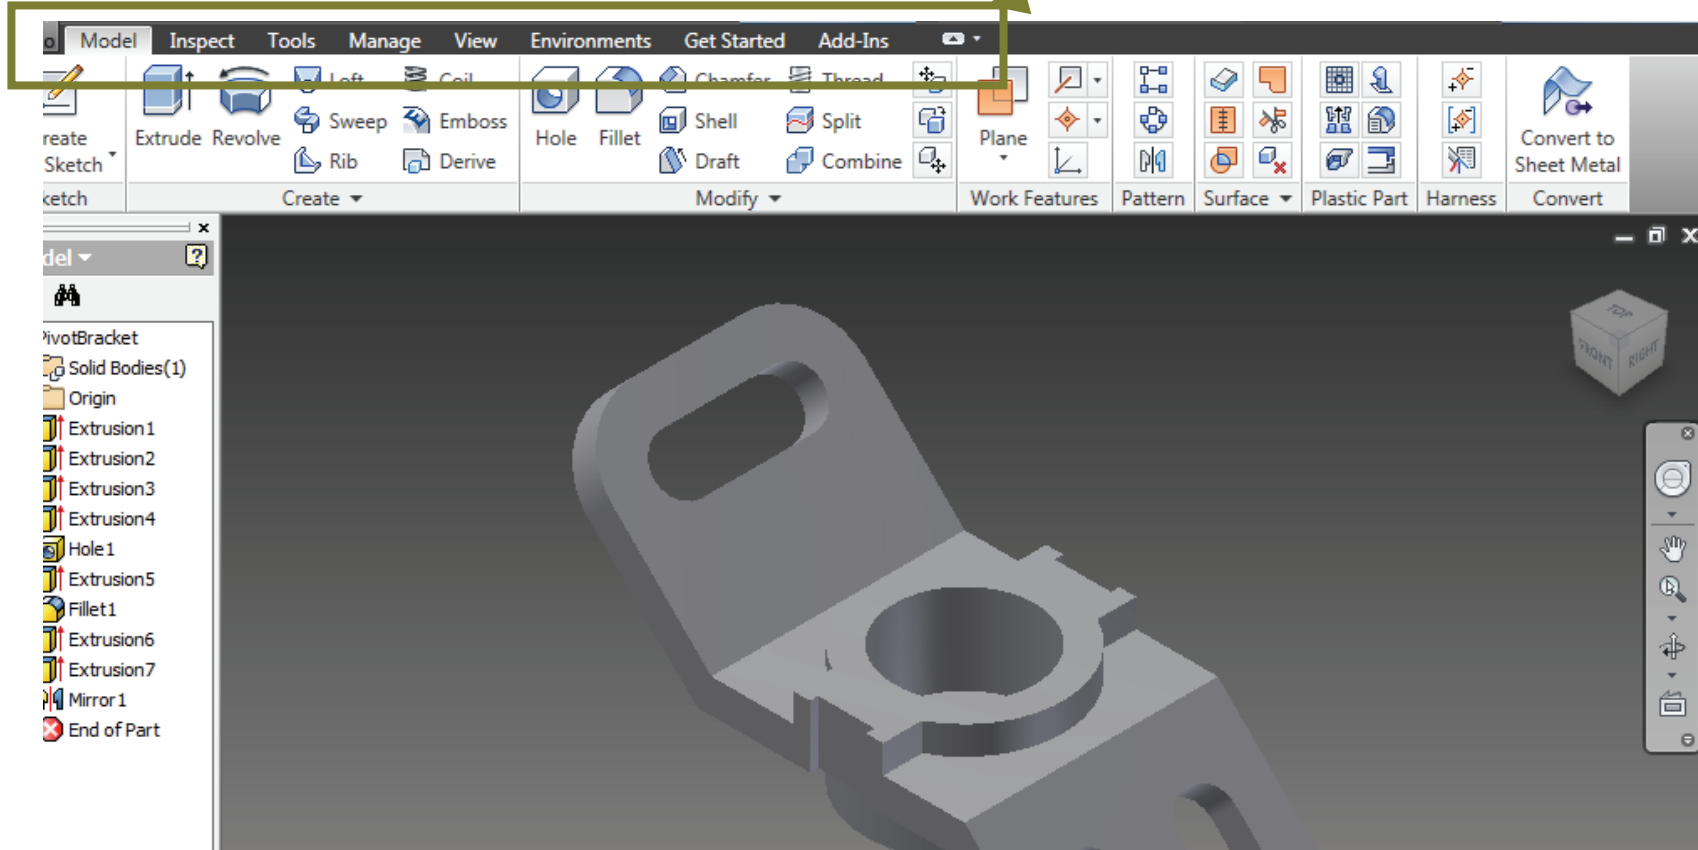 o Model Inspect Tools Manage View Environments Get Started Add-Ins
Loft Coil Chamfer Thread
Sweep Emboss Shell Split
reate Extrude Revolve Hole Fillet Plane Convert to
Sketch Rib Derive Draft Combine Sheet Metal
ketch Create Modify Work Features Pattern Surface Plastic Part Harness Convert
del
PivotBracket
Solid Bodies(1)
Origin
Extrusion1
Extrusion2
Extrusion3
Extrusion4
Hole1
Extrusion5
Fillet1
Extrusion6
Extrusion7
Mirror1
End of Part
TOP
FRONT RIGHT